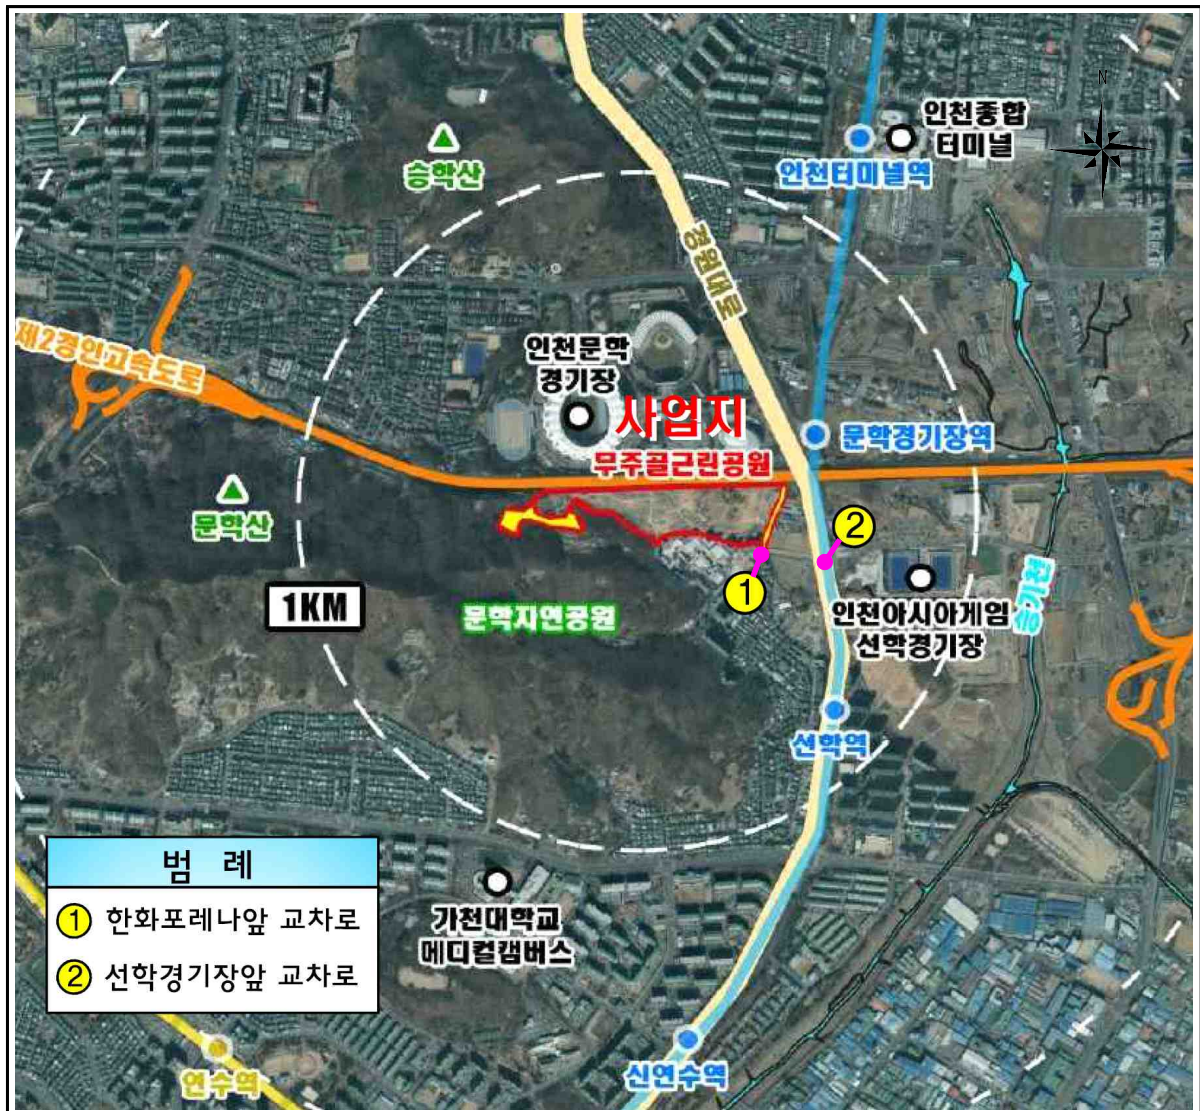 N
인천종합
터미널
인천터미널역
승학산
경원대로
제2경인고속도로
인천문학
경기장
사업지
무주골근린공원
문학경기장역
문학산
2
1
1KM
문학자연공원
인천아시아게임
선학경기장
승기천
선학역
범 례
1 한화포레나앞 교차로
2 선학경기장앞 교차로
가천대학교
메디컬캠버스
연수역
신연수역